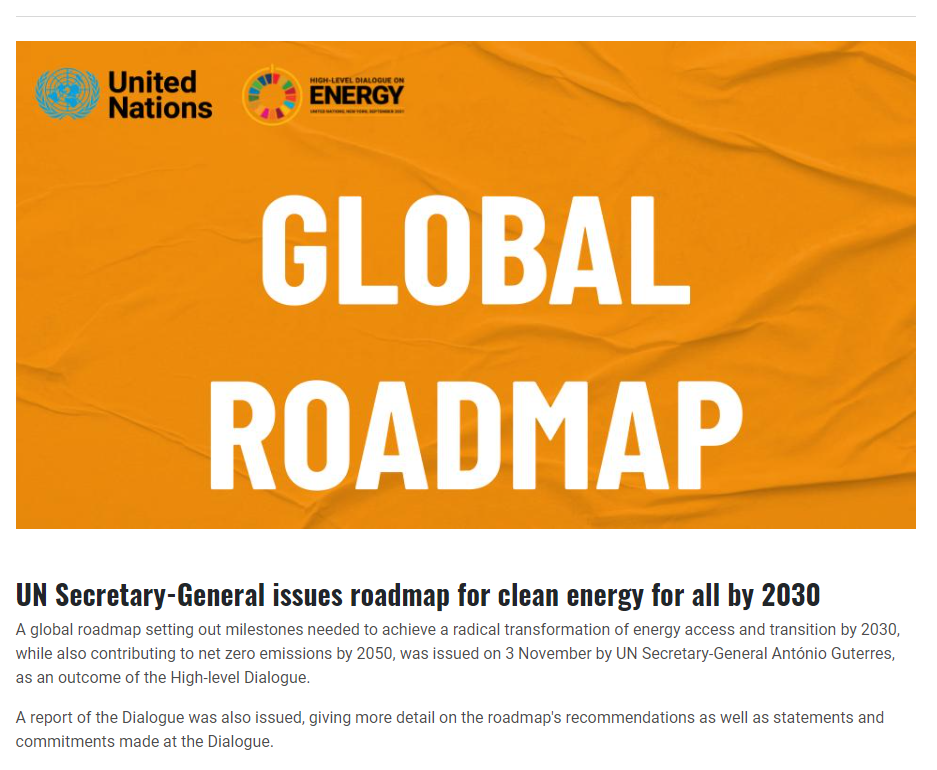 United
Nations
HIGH-LEVEL DIALOGUE ON
ENERGY
UNITED NATIONS, NEW YORK, SEPTEMBER 2021
GLOBAL
ROADMAP
UN Secretary-General issues roadmap for clean energy for all by 2030
A global roadmap setting out milestones needed to achieve a radical transformation of energy access and transition by 2030,
while also contributing to net zero emissions by 2050, was issued on 3 November by UN Secretary-General António Guterres,
as an outcome of the High-level Dialogue.
A report of the Dialogue was also issued, giving more detail on the roadmap's recommendations as well as statements and
commitments made at the Dialogue.